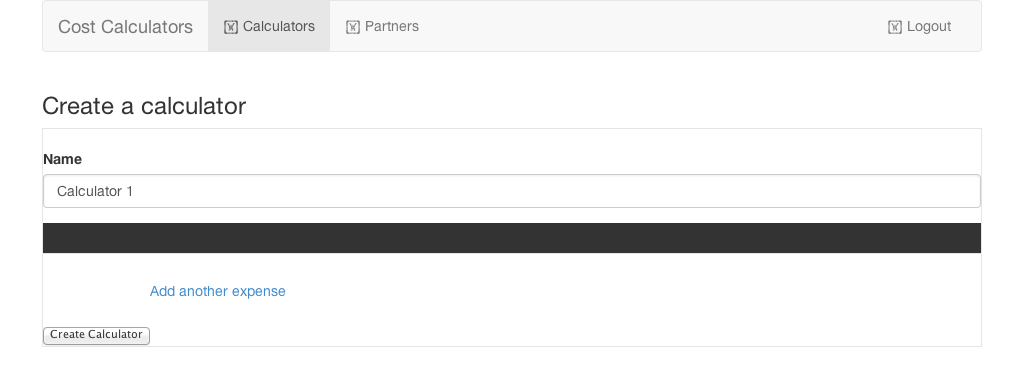 Cost Calculators Calculators Partners Logout
Create a calculator
Name
Calculator 1
Add another expense
Create Calculator